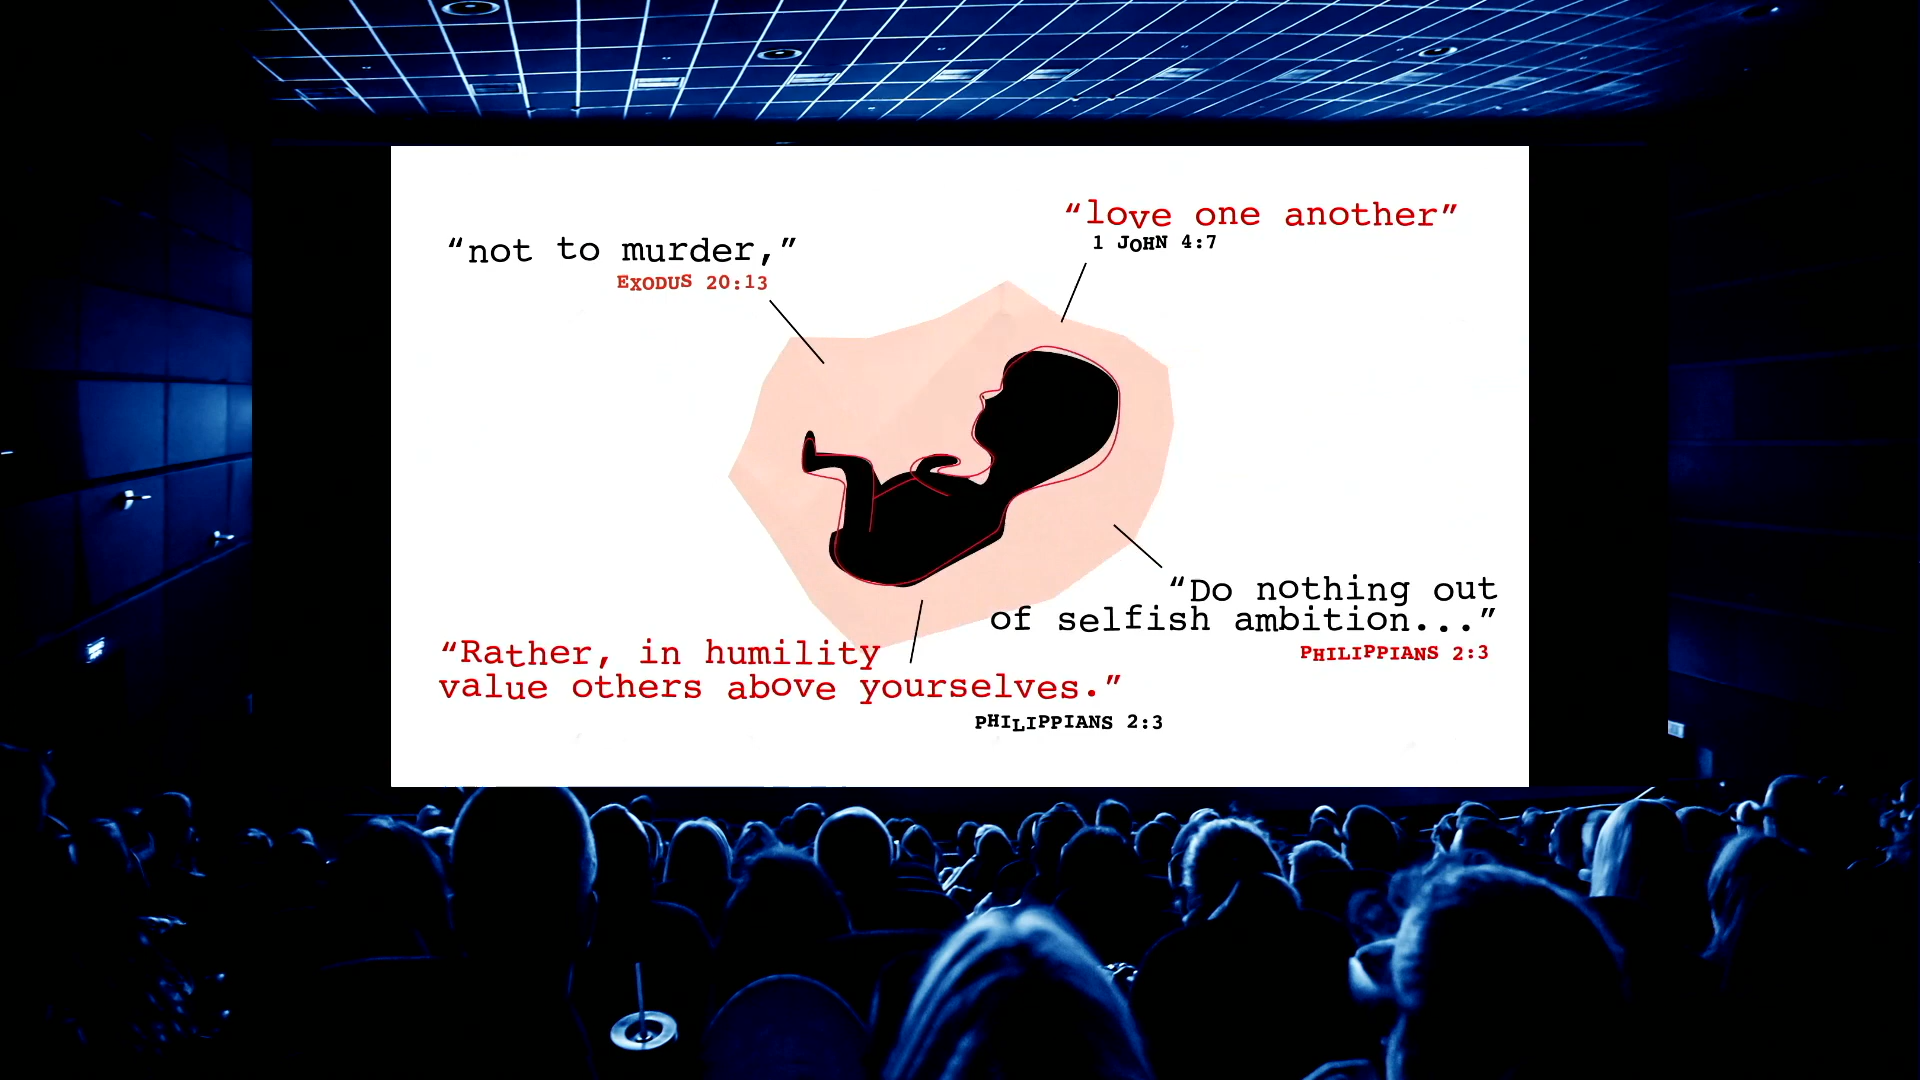 “love one another”
1 JOHN 4:7
“not to murder,”
EXODUS 20:13
“Do nothing out
of selfish ambition...”
PHILIPPIANS 2:3
“Rather, in humility
value others above yourselves.”
PHILIPPIANS 2:3